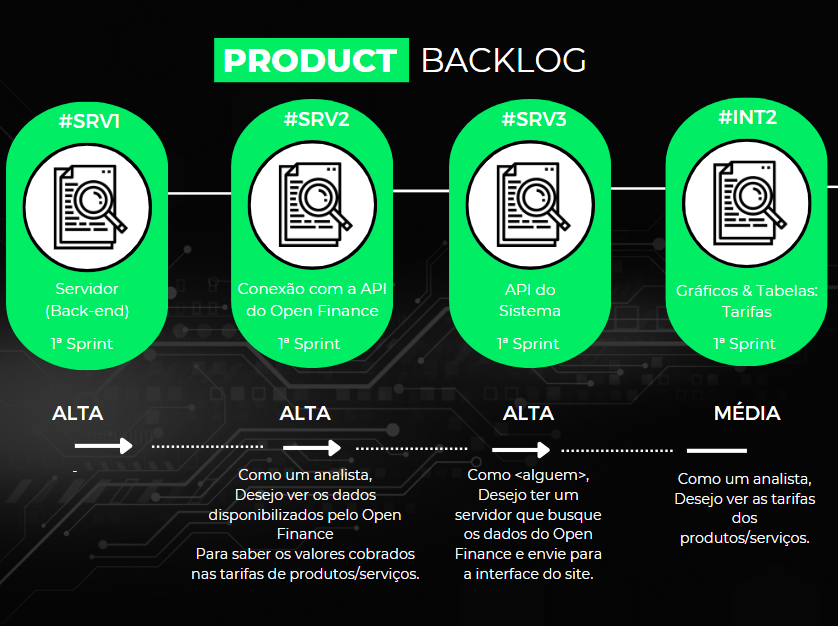 PRODUCT BACKLOG
#SRV1
Servidor
(Back-end)
1ª Sprint
ALTA
-
#SRV2
Conexão com a API
do Open Finance
1ª Sprint
ALTA
Como um analista,
Desejo ver os dados
disponibilizados pelo Open
Finance
Para saber os valores cobrados
nas tarifas de produtos/serviços.
#SRV3
API do
Sistema
1ª Sprint
ALTA
Como <alguem>,
Desejo ter um
servidor que busque
os dados do Open
Finance e envie para
a interface do site.
#INT2
Gráficos & Tabelas:
Tarifas
1ª Sprint
MÉDIA
Como um analista,
Desejo ver as tarifas
dos
produtos/serviços.